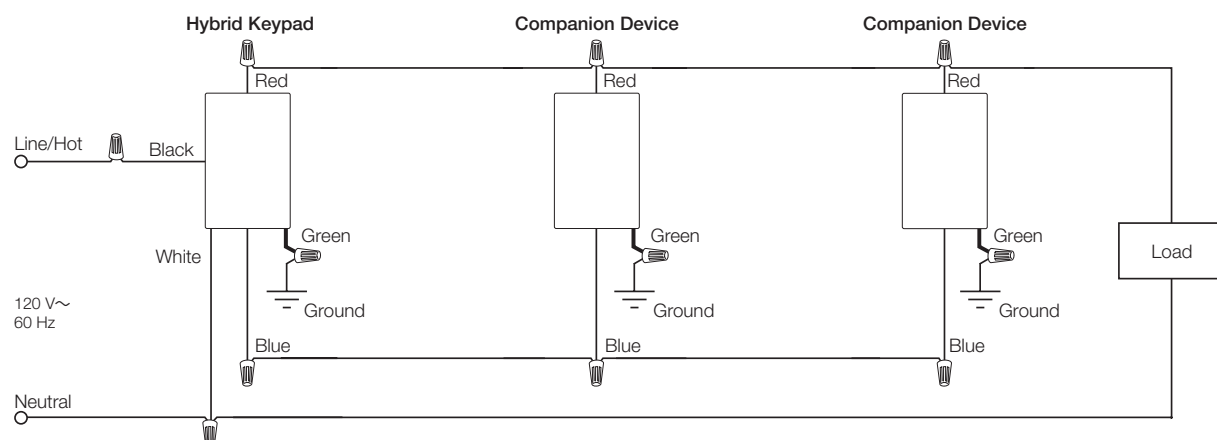 Hybrid Keypad
Companion Device
Companion Device
Red
Red
Red
Line/Hot
Black
Green
Green
Green
White
Load
120 V~
60 Hz
Ground
Ground
Ground
Blue
Blue
Blue
Neutral